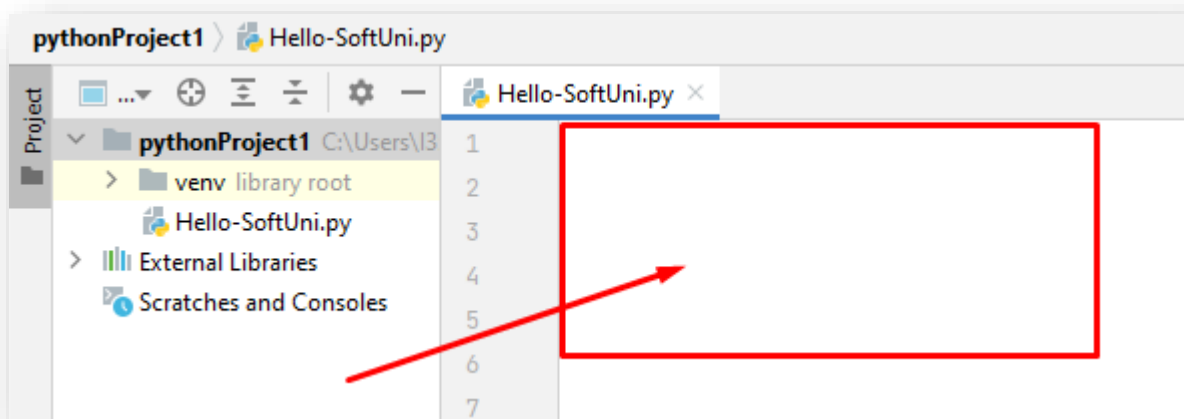 pythonProject1 Hello-SoftUni.py
Project
...
Hello-SoftUni.py
pythonProject1 C:\Users\I3
venv library root
Hello-SoftUni.py
External Libraries
Scratches and Consoles
1
2
3
4
5
6
7